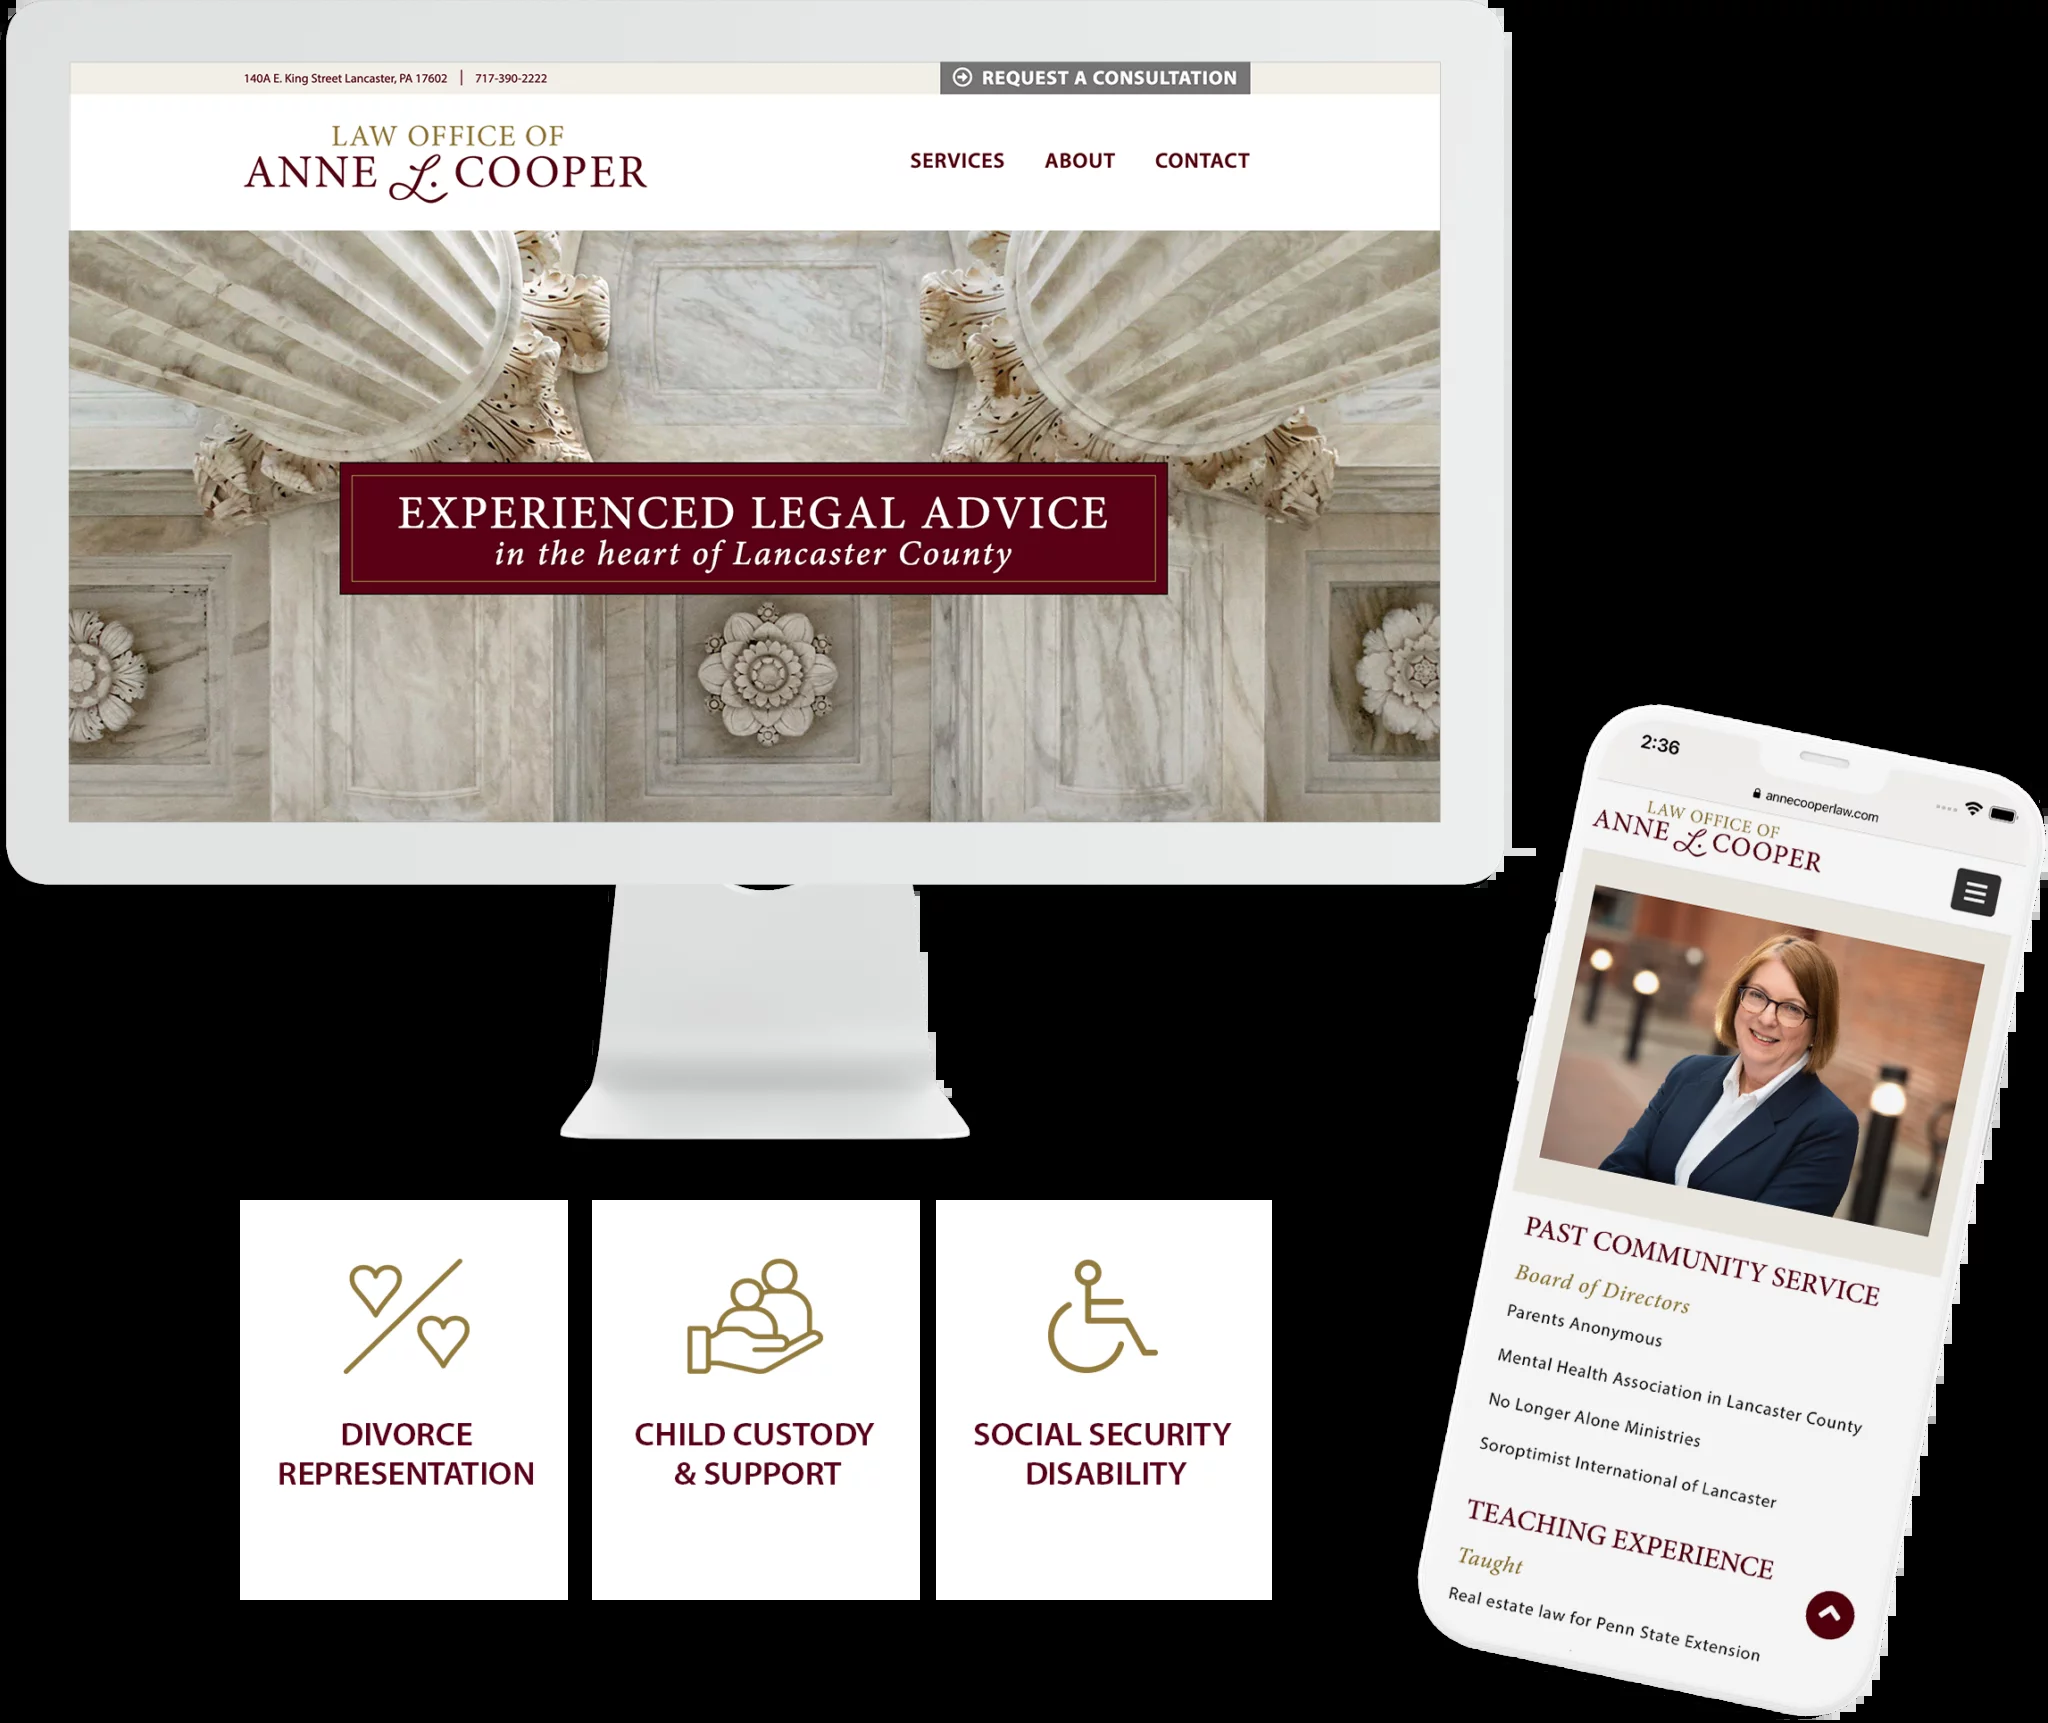 140A E. King Street Lancaster, PA 17602 | 717-390-2222
REQUEST A CONSULTATION
LAW OFFICE OF
ANNE L. COOPER
SERVICES ABOUT CONTACT
EXPERIENCED LEGAL ADVICE
in the heart of Lancaster County
2:36
annecooperlaw.com
LAW OFFICE OF
ANNE L. COOPER
PAST COMMUNITY SERVICE
Board of Directors
Parents Anonymous
Mental Health Association in Lancaster County
No Longer Alone Ministries
Soroptimist International of Lancaster
TEACHING EXPERIENCE
Taught
Real estate law for Penn State Extension
DIVORCE
REPRESENTATION
CHILD CUSTODY
& SUPPORT
SOCIAL SECURITY
DISABILITY